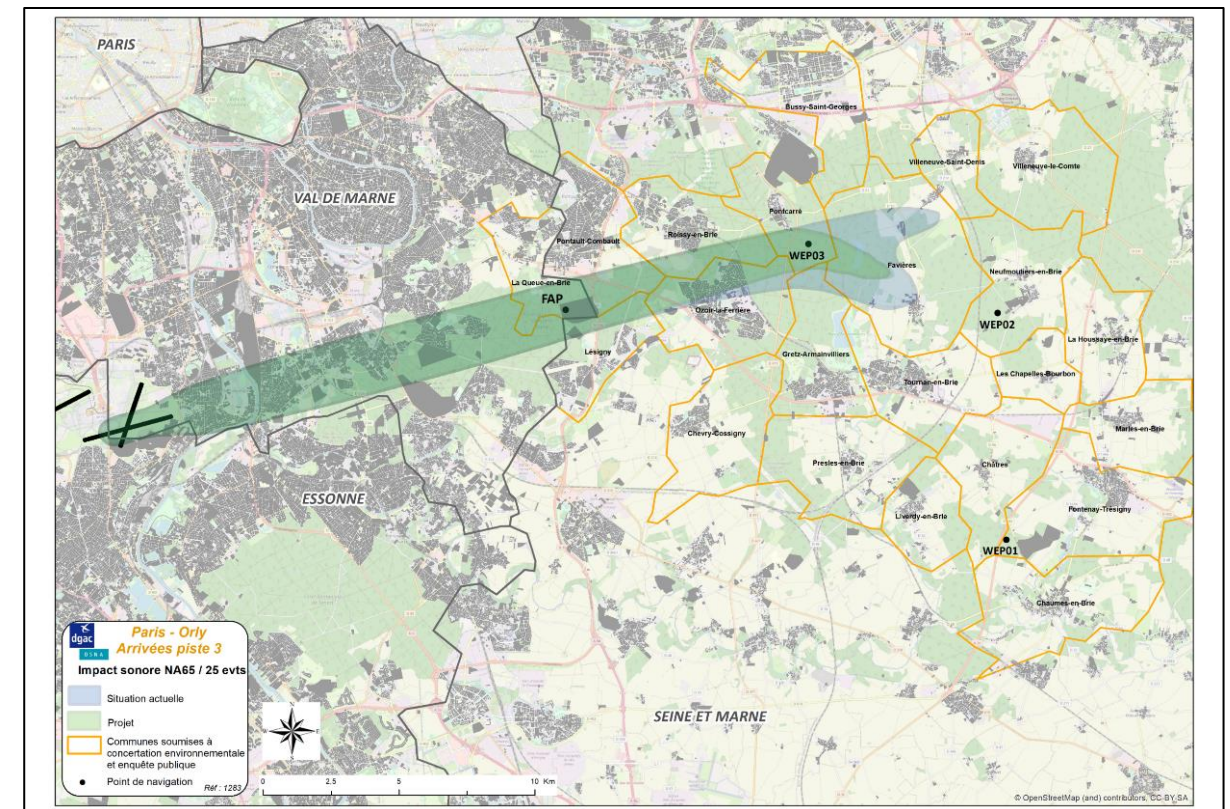 PARIS
Bussy-Saint-Georges
Villeneuve-Saint-Denis
Villeneuve-le-Comte
VAL DE MARNE
Pontcarré
Roissy-en-Brie
Pontault-Combault
WEP03
Favières
Neufmoutiers-en-Brie
La Queue-en-Brie
FAP
Ozoir-la-Ferrière
WEP02
La Houssaye-en-Brie
Lésigny
Gretz-Armainvilliers
Les Chapelles-Bourbon
Tournan-en-Brie
Marles-en-Brie
Chevry-Cossigny
Presles-en-Brie
Châtres
ESSONNE
Fontenay-Trésigny
Liverdy-en-Brie
WEP01
Chaumes-en-Brie
SEINE ET MARNE
dgac
DSNA
Paris - Orly
Arrivées piste 3
Impact sonore NA65 / 25 evts
Situation actuelle
Projet
Communes soumises à
concertation environnementale
et enquête publique
Point de navigation
Réf : 1283
0 2,5 5 10 Km
© OpenStreetMap (and) contributors, CC-BY-SA